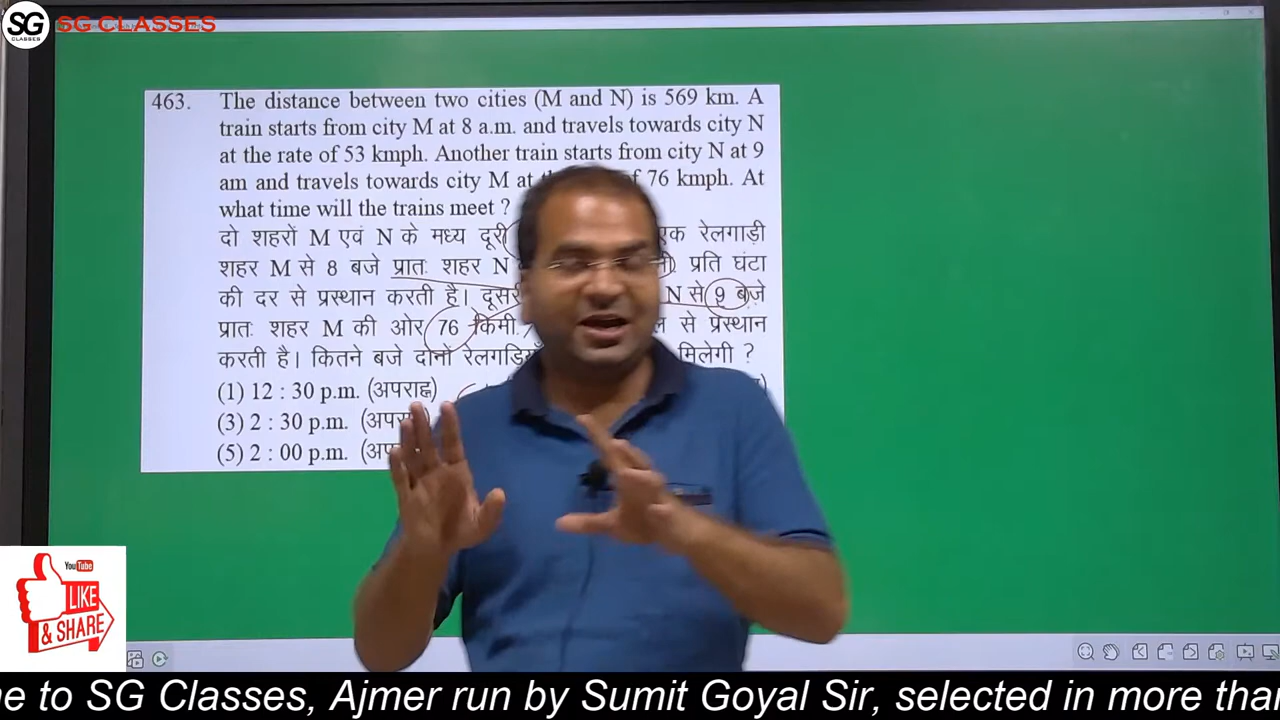 SG
CLASSES
SG CLASSES
463. The distance between two cities (M and N) is 569 km. A
train starts from city M at 8 a.m. and travels towards city N
at the rate of 53 kmph. Another train starts from city N at 9
am and travels towards city M at of 76 kmph. At
what time will the trains meet ?
दो शहरों M एवं N के मध्य दूरी एक रेलगाड़ी
शहर M से 8 बजे प्रातः शहर N प्रति घंटा
की दर से प्रस्थान करती है। N से 9 बजे
प्रातः शहर M की ओर 76 किमी. से प्रस्थान
करती है। कितने बजे दोनों मिलेगी ?
(1) 12 : 30 p.m. (अपराह्न)
(3) 2 : 30 p.m.
(5) 2 : 00 p.m.
YouTube
LIKE
& SHARE
to SG Classes, Ajmer run by Sumit Goyal Sir, selected in more